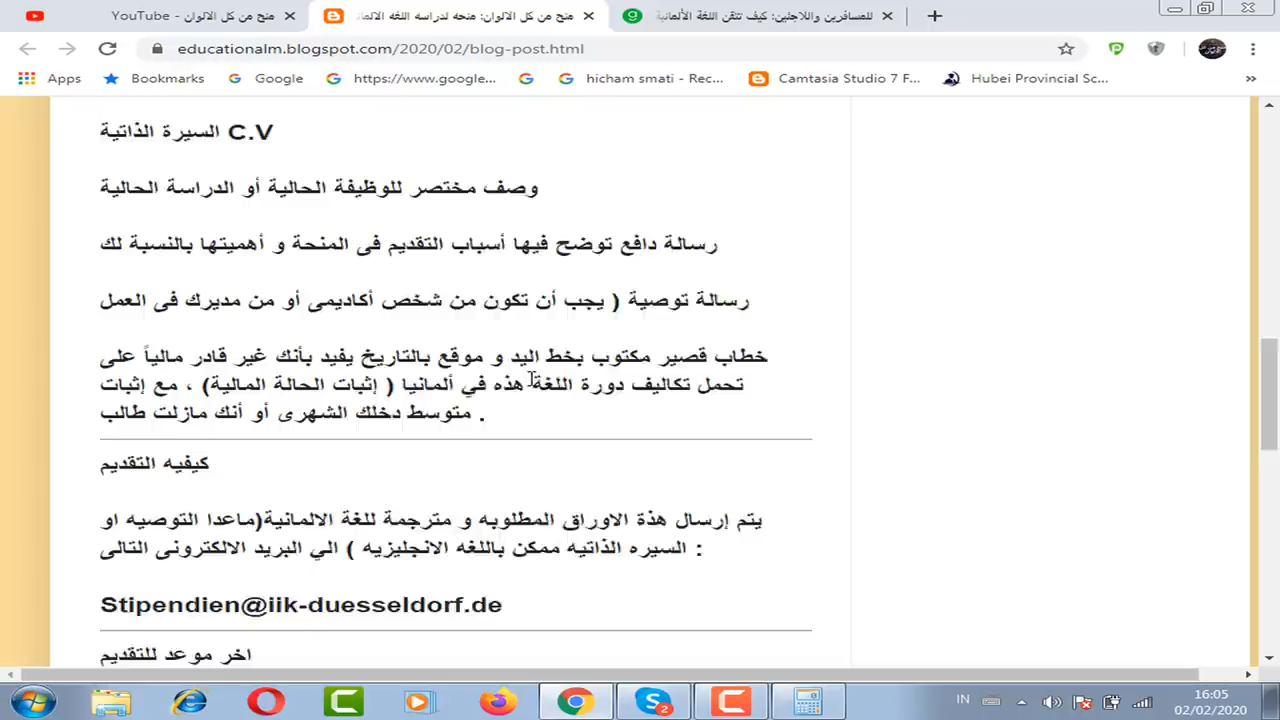 منح من كل الالوان - YouTube
منح من كل الالوان: منحه لدراسه اللغه الالما
للمسافرين واللاجئين: كيف تتقن اللغة الألمانية
educationalm.blogspot.com/2020/02/blog-post.html
Apps
Bookmarks
Google
https://www.google...
hicham smati - Rec...
Camtasia Studio 7 F...
Hubei Provincial Sc...
»
السيرة الذاتية C.V
وصف مختصر للوظيفة الحالية أو الدراسة الحالية
رسالة دافع توضح فيها أسباب التقديم فى المنحة و أهميتها بالنسبة لك
رسالة توصية ( يجب أن تكون من شخص أكاديمى أو من مديرك فى العمل
خطاب قصير مكتوب بخط اليد و موقع بالتاريخ يفيد بأنك غير قادر مالياً على
تحمل تكاليف دورة اللغة هذه في ألمانيا ( إثبات الحالة المالية) ، مع إثبات
متوسط دخلك الشهرى أو أنك مازلت طالب .
كيفيه التقديم
يتم إرسال هذة الاوراق المطلوبه و مترجمة للغة الالمانية(ماعدا التوصيه او
السيره الذاتيه ممكن باللغه الانجليزيه ) الي البريد الالكترونى التالى :
Stipendien@iik-duesseldorf.de
اخر موعد للتقديم
IN
16:05
02/02/2020